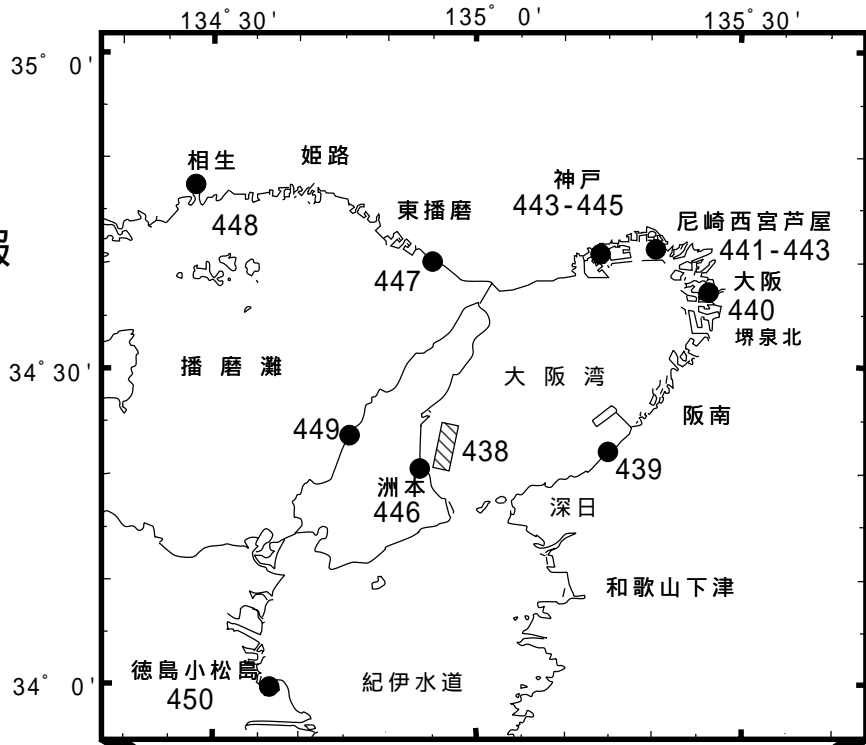 134°30'
135°0'
135°30'
35°0'
相生
姫路
神戸
443-445
448
東播磨
尼崎西宮芦屋
441-443
報
447
大阪
440
堺泉北
34°30'
播磨灘
大阪湾
阪南
449
438
439
洲本
446
深日
和歌山下津
徳島小松島
450
紀伊水道
34°0'